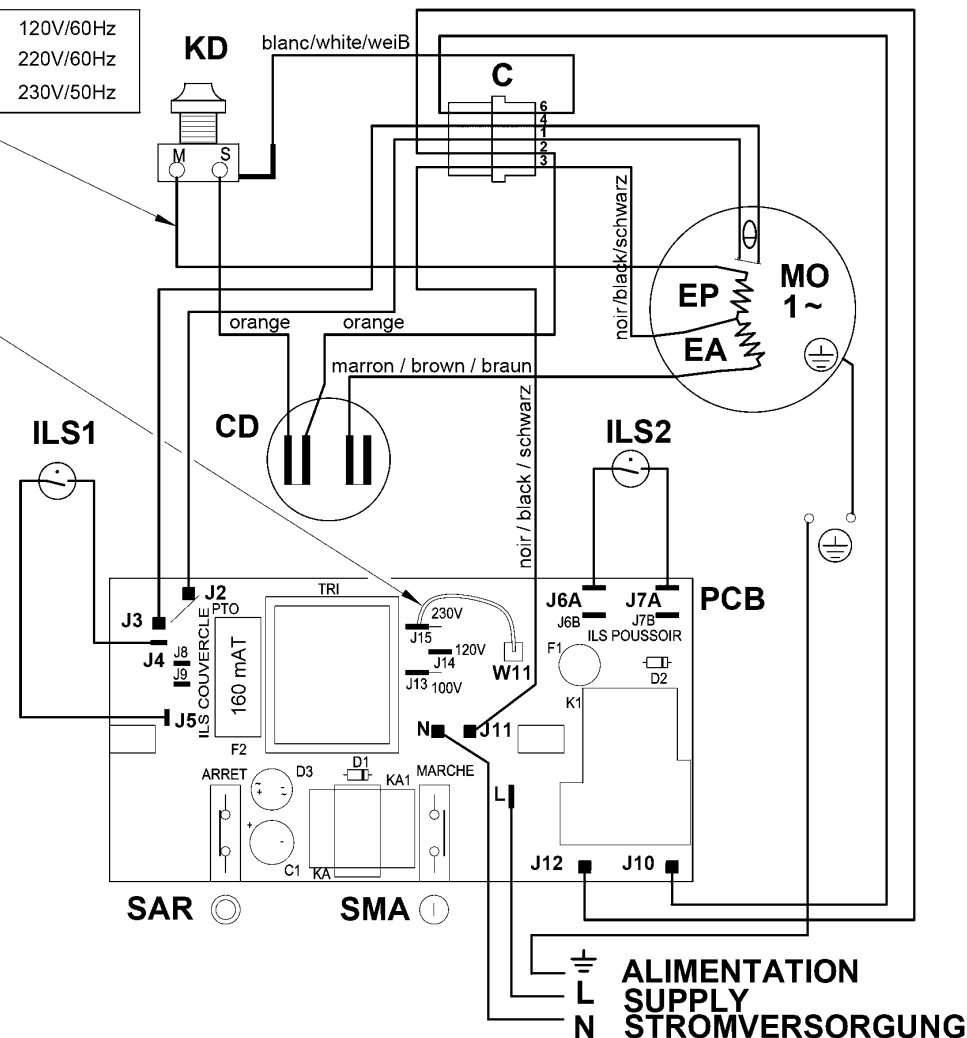 120V/60Hz
220V/60Hz
230V/50Hz
KD
blanc/white/weiB
C
6
4
1
2
3
M
S
noir/black/schwarz
MO
1~
EP
EA
orange
orange
marron / brown / braun
noir / black / schwarz
CD
ILS1
ILS2
J2
TRI
PCB
J3
PTO
J6A
J7A
J6B
J7B
ILS POUSSOIR
J4
ILS COUVERCLE
J8
J9
160 mAT
230V
J15
120V
J14
J13
100V
W11
F1
D2
K1
J5
N
J11
F2
ARRET
D3
D1
KA1
MARCHE
L
+
~
~
-
+
-
C1
KA
J12
J10
SAR
SMA
ALIMENTATION
L
SUPPLY
N
STROMVERSORGUNG